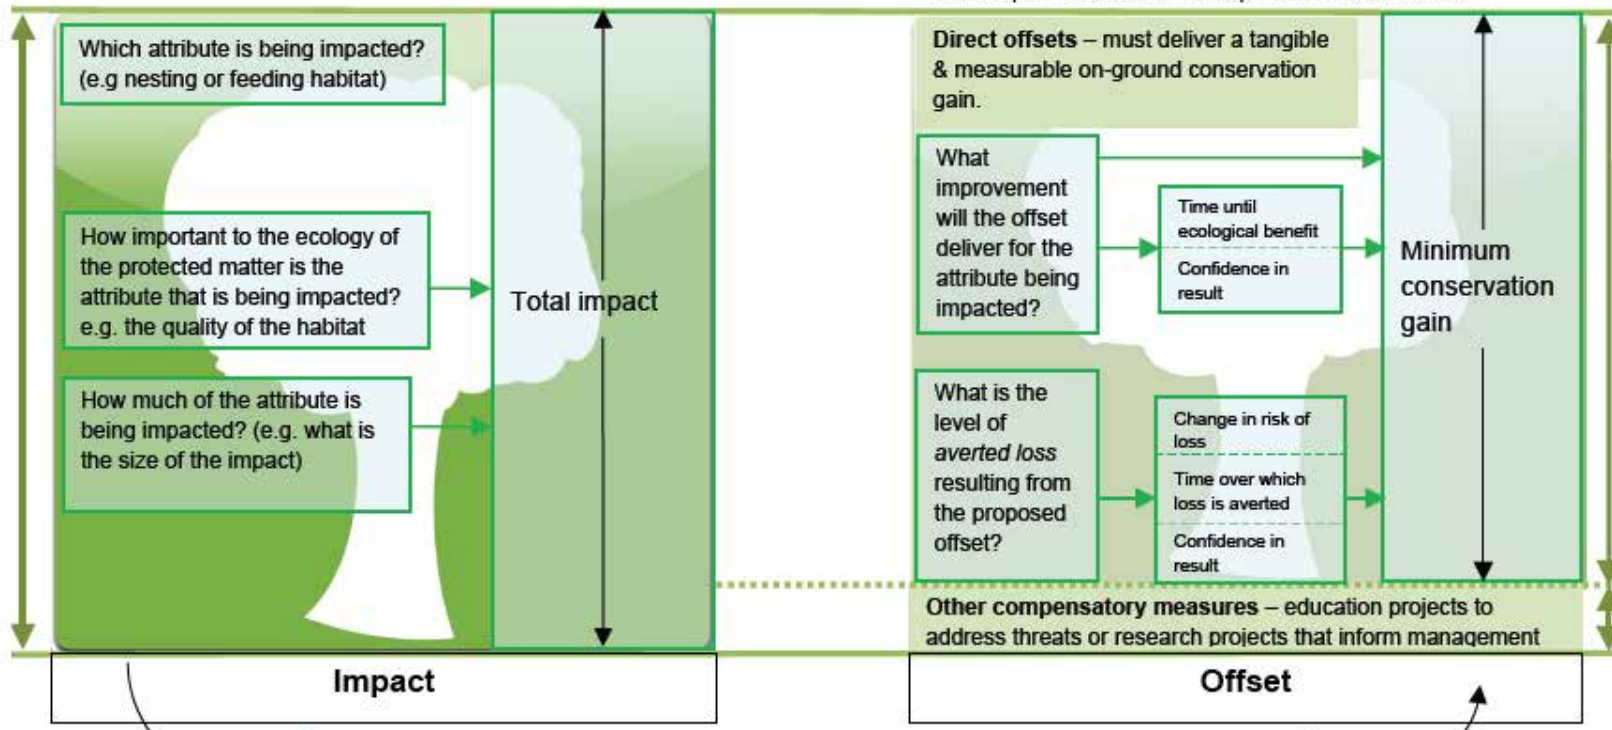 Which attribute is being impacted?
(e.g nesting or feeding habitat)
How important to the ecology of
the protected matter is the
attribute that is being impacted?
e.g. the quality of the habitat
How much of the attribute is
being impacted? (e.g. what is
the size of the impact)
Total impact
Impact
Direct offsets – must deliver a tangible
& measurable on-ground conservation
gain.
What
improvement
will the offset
deliver for the
attribute being
impacted?
Time until
ecological benefit
Confidence in
result
What is the
level of
averted loss
resulting from
the proposed
offset?
Change in risk of
loss
Time over which
loss is averted
Confidence in
result
Minimum
conservation
gain
Other compensatory measures – education projects to
address threats or research projects that inform management
Offset